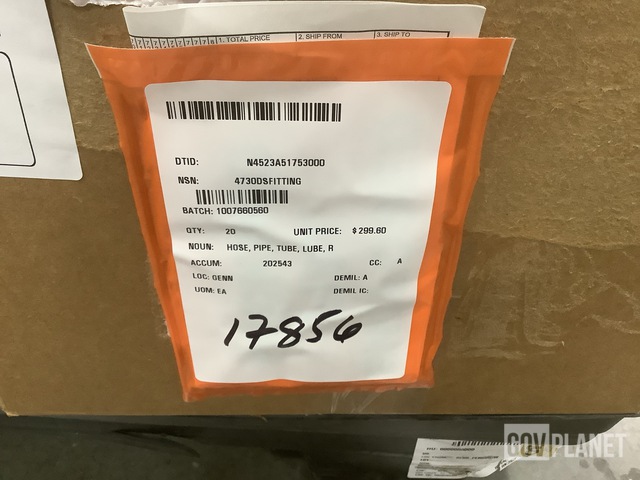 1. TOTAL PRICE 2. SHIP FROM 3. SHIP TO
DTID: N4523A51753000
NSN: 4730DSFITTING
BATCH: 1007660560
QTY: 20 UNIT PRICE: $ 299.60
NOUN: HOSE, PIPE, TUBE, LUBE, R
ACCUM: 202543 CC: A
LOC: GENN DEMIL: A
UOM: EA DEMIL IC:
17856
GOVPLANET